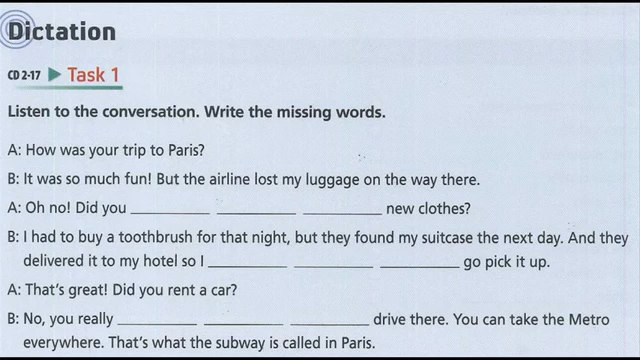 Dictation
CD 2-17 ▶ Task 1
Listen to the conversation. Write the missing words.
A: How was your trip to Paris?
B: It was so much fun! But the airline lost my luggage on the way there.
A: Oh no! Did you __________ __________ __________ new clothes?
B: I had to buy a toothbrush for that night, but they found my suitcase the next day. And they
delivered it to my hotel so I __________ __________ __________ go pick it up.
A: That's great! Did you rent a car?
B: No, you really __________ __________ __________ drive there. You can take the Metro
everywhere. That's what the subway is called in Paris.